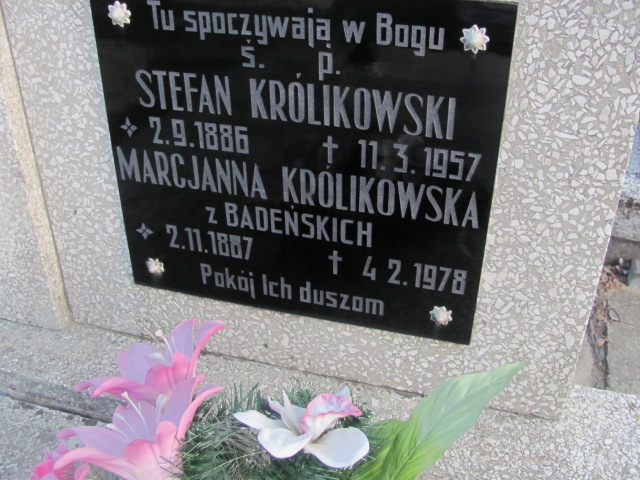 Tu spoczywają w Bogu
ś. p.
STEFAN KRÓLIKOWSKI
2.9.1886 † 11.3.1957
MARCJANNA KRÓLIKOWSKA
z BADEŃSKICH
2.11.1887 † 4 2.1978
Pokój Ich duszom